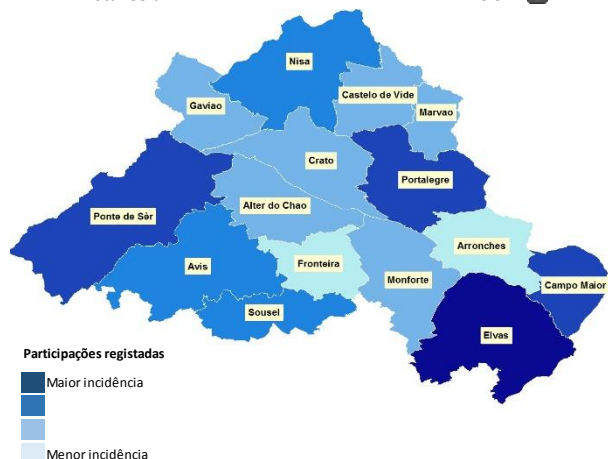 Nisa
Castelo de Vide
Gaviao
Marvao
Crato
Portalegre
Alter do Chao
Ponte de Sèr
Arronches
Fronteira
Avis
Monforte
Campo Maior
Sousel
Elvas
Participações registadas
Maior incidência
Menor incidência